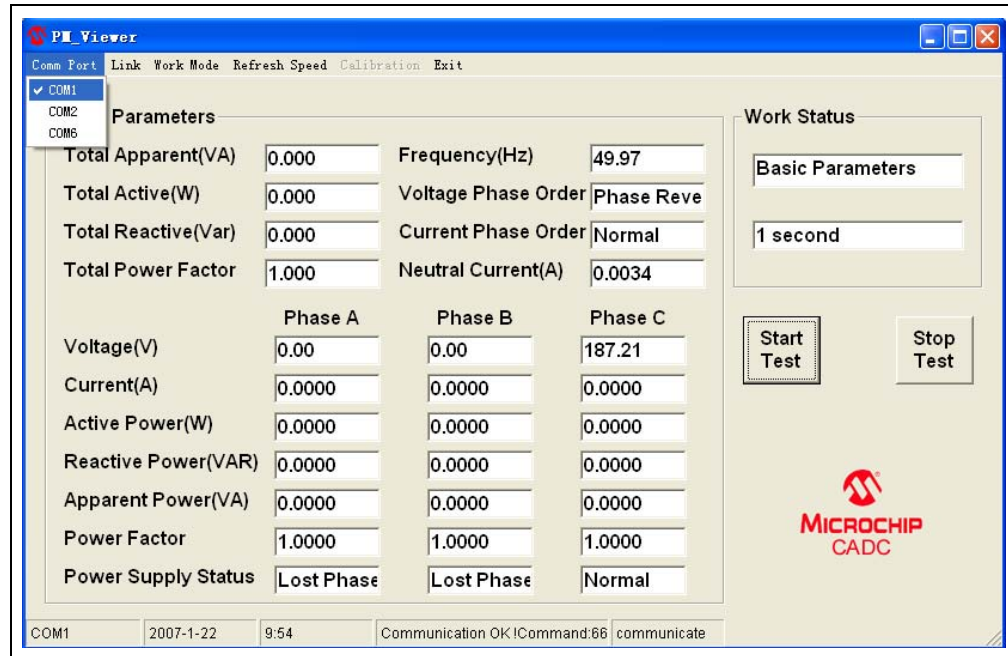 PM_Viewer
Comm Port Link Work Mode Refresh Speed Calibration Exit
COM1
COM2
COM6
Parameters
Total Apparent(VA) 0.000 Frequency(Hz) 49.97
Total Active(W) 0.000 Voltage Phase Order Phase Reve
Total Reactive(Var) 0.000 Current Phase Order Normal
Total Power Factor 1.000 Neutral Current(A) 0.0034
Phase A Phase B Phase C
Voltage(V) 0.00 0.00 187.21
Current(A) 0.0000 0.0000 0.0000
Active Power(W) 0.0000 0.0000 0.0000
Reactive Power(VAR) 0.0000 0.0000 0.0000
Apparent Power(VA) 0.0000 0.0000 0.0000
Power Factor 1.0000 1.0000 1.0000
Power Supply Status Lost Phase Lost Phase Normal
Work Status
Basic Parameters
1 second
Start Test
Stop Test
MICROCHIP
CADC
COM1 2007-1-22 9:54 Communication OK !Command:66 communicate